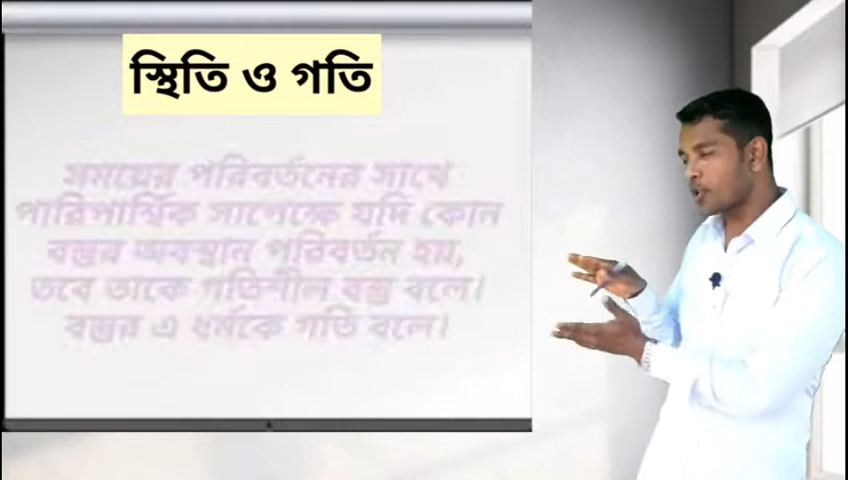 স্থিতি ও গতি
সময়ের পরিবর্তনের সাথে
পারিপার্শ্বিক সাপেক্ষে যদি কোন
বস্তুর অবস্থান পরিবর্তন হয়,
তবে তাকে গতিশীল বস্তু বলে।
বস্তুর এ ধর্মকে গতি বলে।